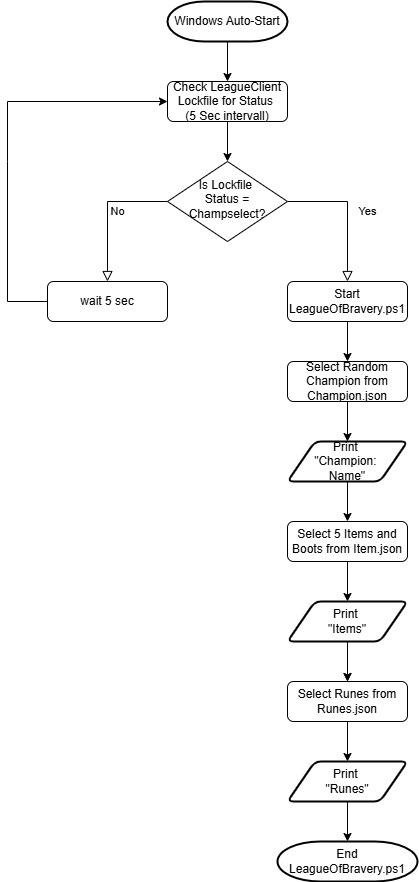 Windows Auto-Start
Check LeagueClient
Lockfile for Status
(5 Sec intervall)
Is Lockfile
Status =
Champselect?
No
Yes
wait 5 sec
Start
LeagueOfBravery.ps1
Select Random
Champion from
Champion.json
Print
"Champion:
Name"
Select 5 Items and
Boots from Item.json
Print
"Items"
Select Runes from
Runes.json
Print
"Runes"
End
LeagueOfBravery.ps1